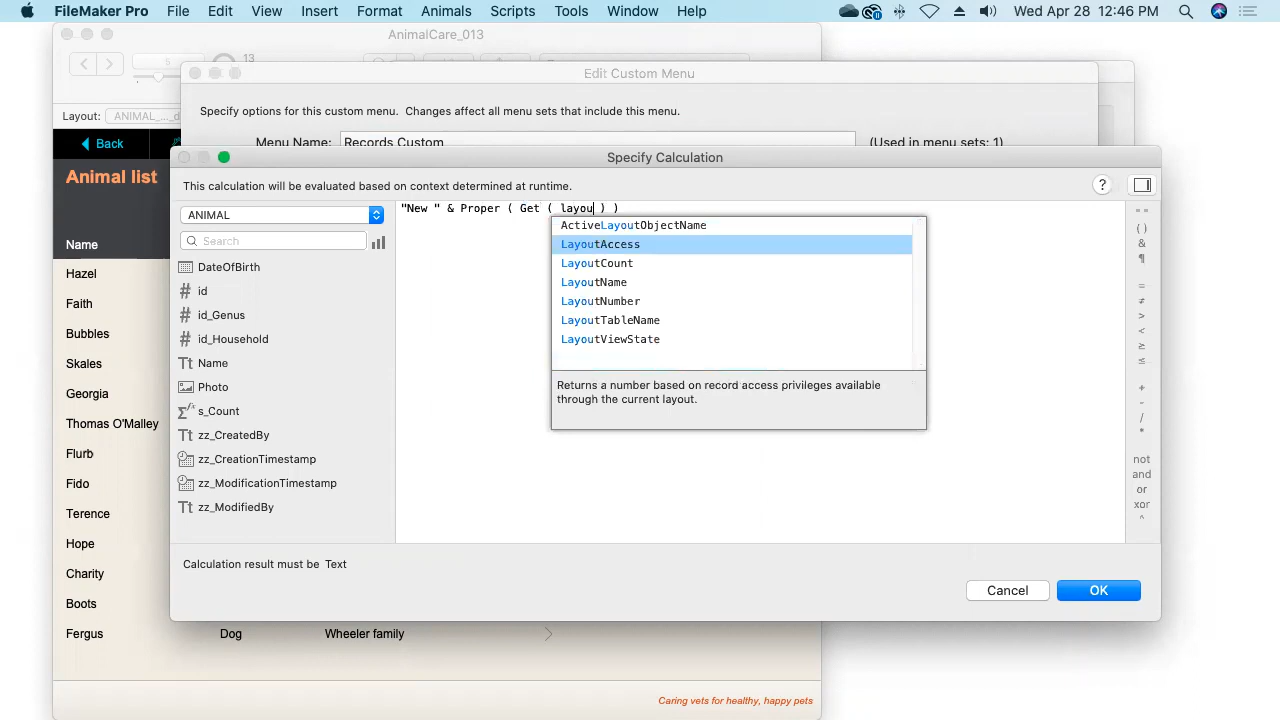 FileMaker Pro File Edit View Insert Format Animals Scripts Tools Window Help Wed Apr 28 12:46 PM
AnimalCare_013
13
Layout: ANIMAL_..._d
Back
Animal list
Name
Hazel
Faith
Bubbles
Skales
Georgia
Thomas O'Malley
Flurb
Fido
Terence
Hope
Charity
Boots
Fergus Dog Wheeler family
Caring vets for healthy, happy pets
Edit Custom Menu
Specify options for this custom menu. Changes affect all menu sets that include this menu.
Menu Name: Records Custom (Used in menu sets: 1)
Specify Calculation
This calculation will be evaluated based on context determined at runtime. ?
ANIMAL
Search
DateOfBirth
# id
# id_Genus
# id_Household
Tt Name
Photo
s_Count
Tt zz_CreatedBy
zz_CreationTimestamp
zz_ModificationTimestamp
Tt zz_ModifiedBy
"New " & Proper ( Get ( layou ) )
ActiveLayoutObjectName
LayoutAccess
LayoutCount
LayoutName
LayoutNumber
LayoutTableName
LayoutViewState
Returns a number based on record access privileges available
through the current layout.
" "
( )
&
¶
=
≠
>
<
≥
≤
+
-
/
*
not
and
or
xor
^
Calculation result must be Text
Cancel OK